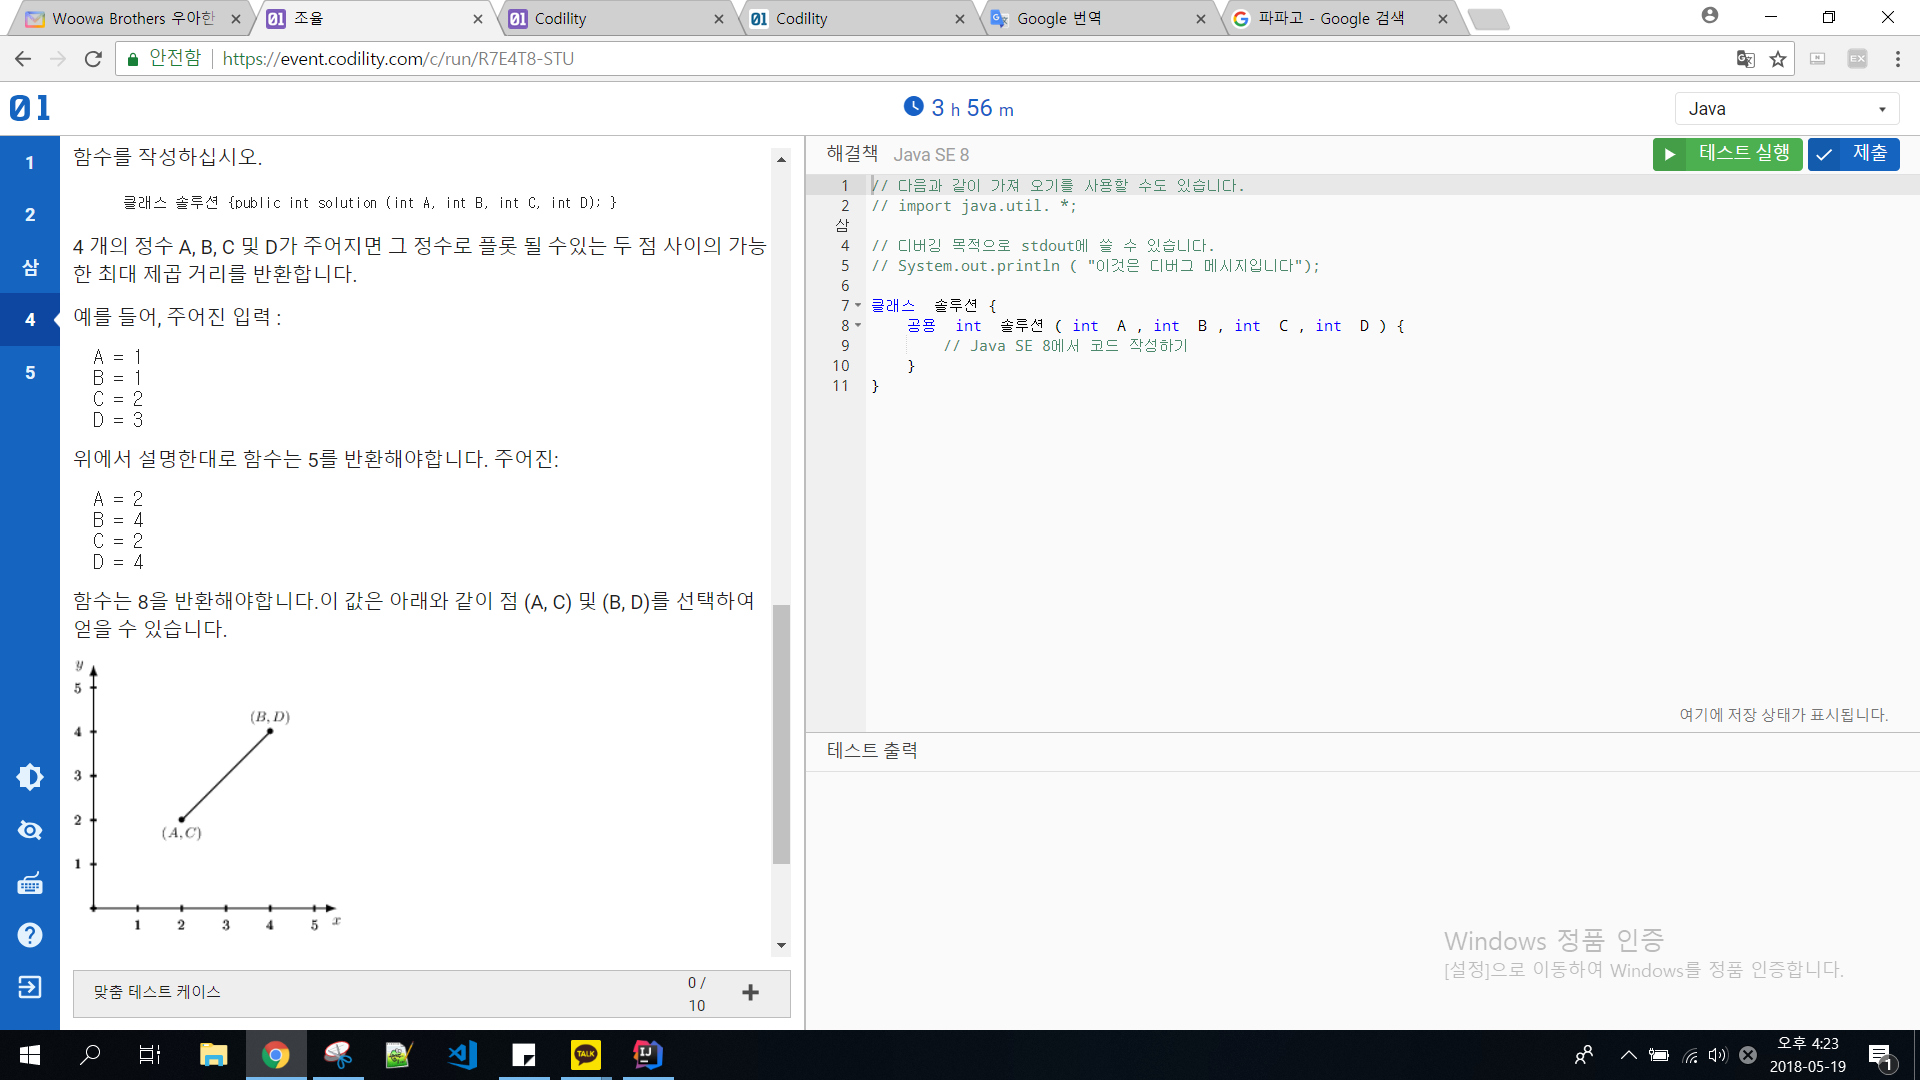 Woowa Brothers 우아한
조율
Codility
Codility
Google 번역
파파고 - Google 검색
안전함
https://event.codility.com/c/run/R7E4T8-STU
EX
01
3 h 56 m
Java
1
2
삼
4
5
함수를 작성하십시오.
클래스 솔루션 {public int solution (int A, int B, int C, int D); }
4 개의 정수 A, B, C 및 D가 주어지면 그 정수로 플롯 될 수있는 두 점 사이의 가능
한 최대 제곱 거리를 반환합니다.
예를 들어, 주어진 입력 :
A = 1
B = 1
C = 2
D = 3
위에서 설명한대로 함수는 5를 반환해야합니다. 주어진:
A = 2
B = 4
C = 2
D = 4
함수는 8을 반환해야합니다.이 값은 아래와 같이 점 (A, C) 및 (B, D)를 선택하여
얻을 수 있습니다.
y
5
4
3
2
1
(B, D)
(A, C)
1 2 3 4 5 x
맞춤 테스트 케이스
0 /
10
해결책 Java SE 8
테스트 실행
제출
1 // 다음과 같이 가져 오기를 사용할 수도 있습니다.
2 // import java.util. *;
삼
4 // 디버깅 목적으로 stdout에 쓸 수 있습니다.
5 // System.out.println ( "이것은 디버그 메시지입니다");
6
7 클래스 솔루션 {
8 공용 int 솔루션 ( int A , int B , int C , int D ) {
9 // Java SE 8에서 코드 작성하기
10 }
11 }
여기에 저장 상태가 표시됩니다.
테스트 출력
Windows 정품 인증
[설정]으로 이동하여 Windows를 정품 인증합니다.
TALK
IJ
오후 4:23
2018-05-19
1